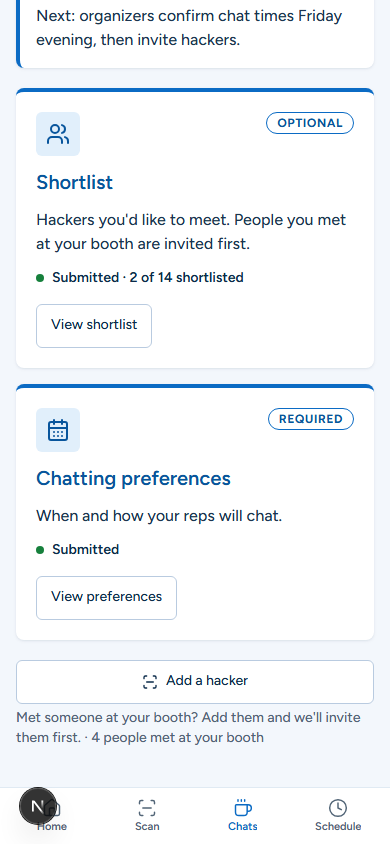 Next: organizers confirm chat times Friday
evening, then invite hackers.
OPTIONAL
Shortlist
Hackers you'd like to meet. People you met
at your booth are invited first.
Submitted · 2 of 14 shortlisted
View shortlist
REQUIRED
Chatting preferences
When and how your reps will chat.
Submitted
View preferences
Add a hacker
Met someone at your booth? Add them and we'll invite
them first. · 4 people met at your booth
N
Home
Scan
Chats
Schedule